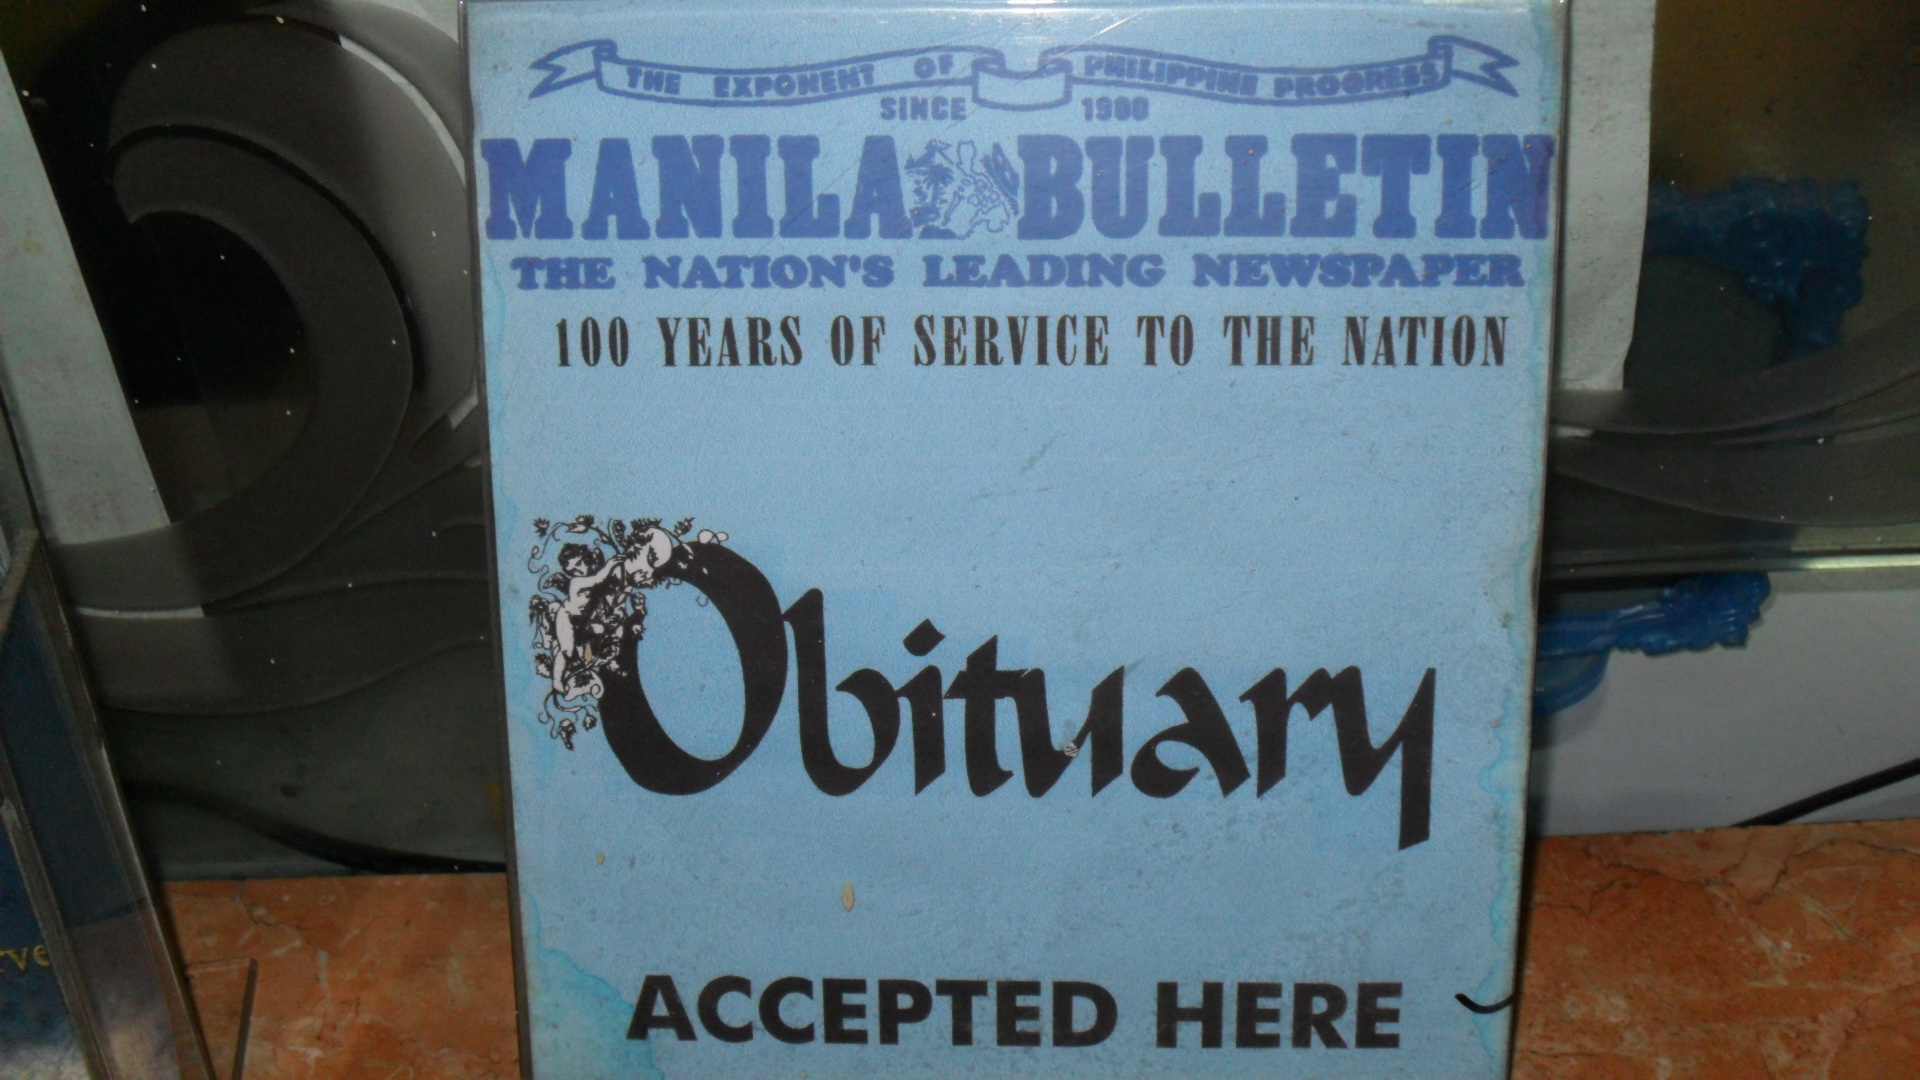 THE EXPONENT OF PHILIPPINE PROGRESS
SINCE 1900
MANILA BULLETIN
THE NATION'S LEADING NEWSPAPER
100 YEARS OF SERVICE TO THE NATION
Obituary
ACCEPTED HERE